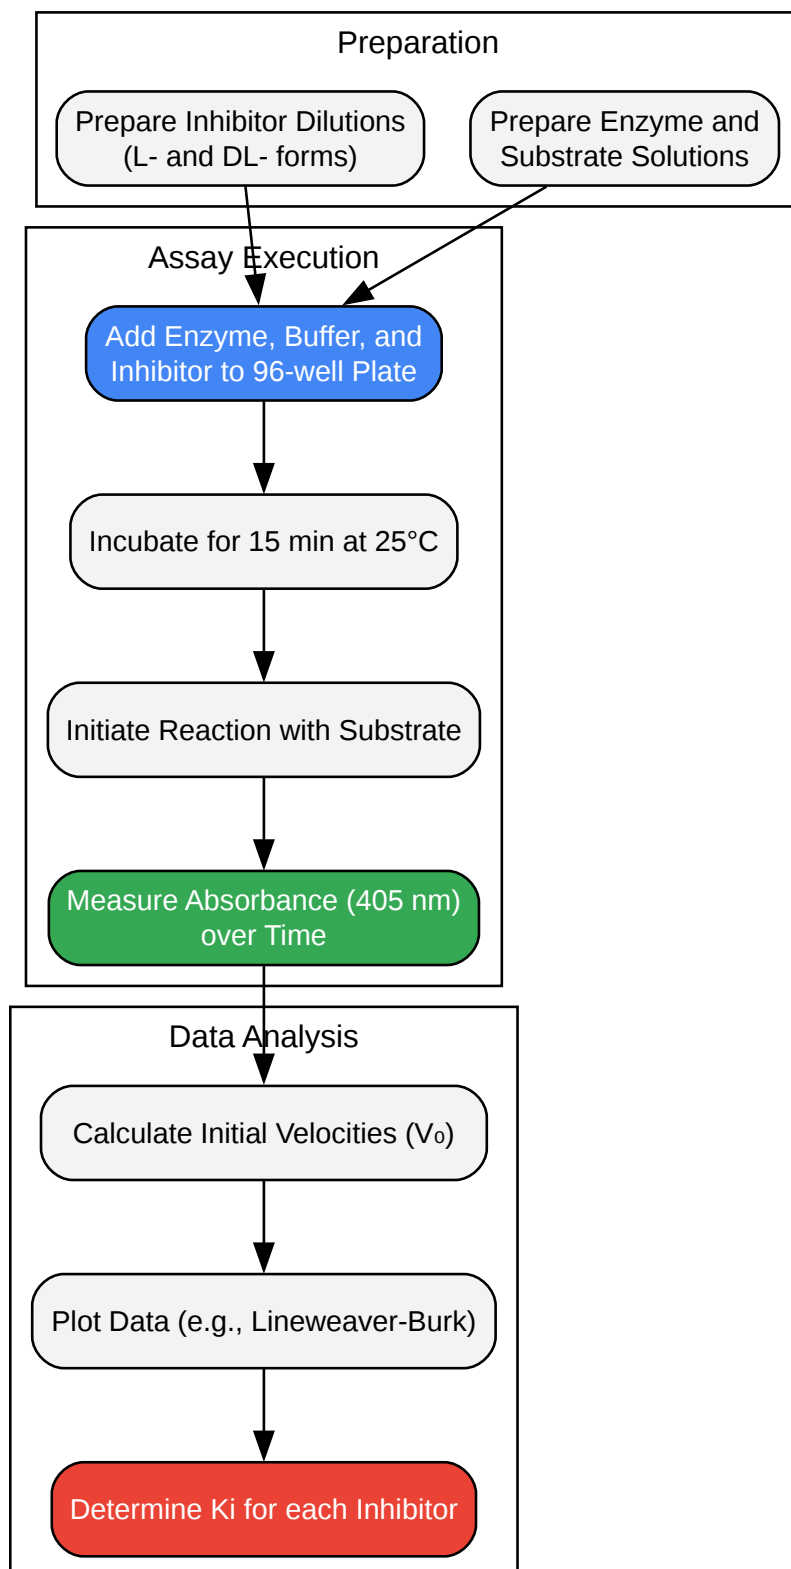 Preparation
Prepare Inhibitor Dilutions
(L- and DL- forms)
Prepare Enzyme and
Substrate Solutions
Assay Execution
Add Enzyme, Buffer, and
Inhibitor to 96-well Plate
Incubate for 15 min at 25°C
Initiate Reaction with Substrate
Measure Absorbance (405 nm)
over Time
Data Analysis
Calculate Initial Velocities (V₀)
Plot Data (e.g., Lineweaver-Burk)
Determine Ki for each Inhibitor